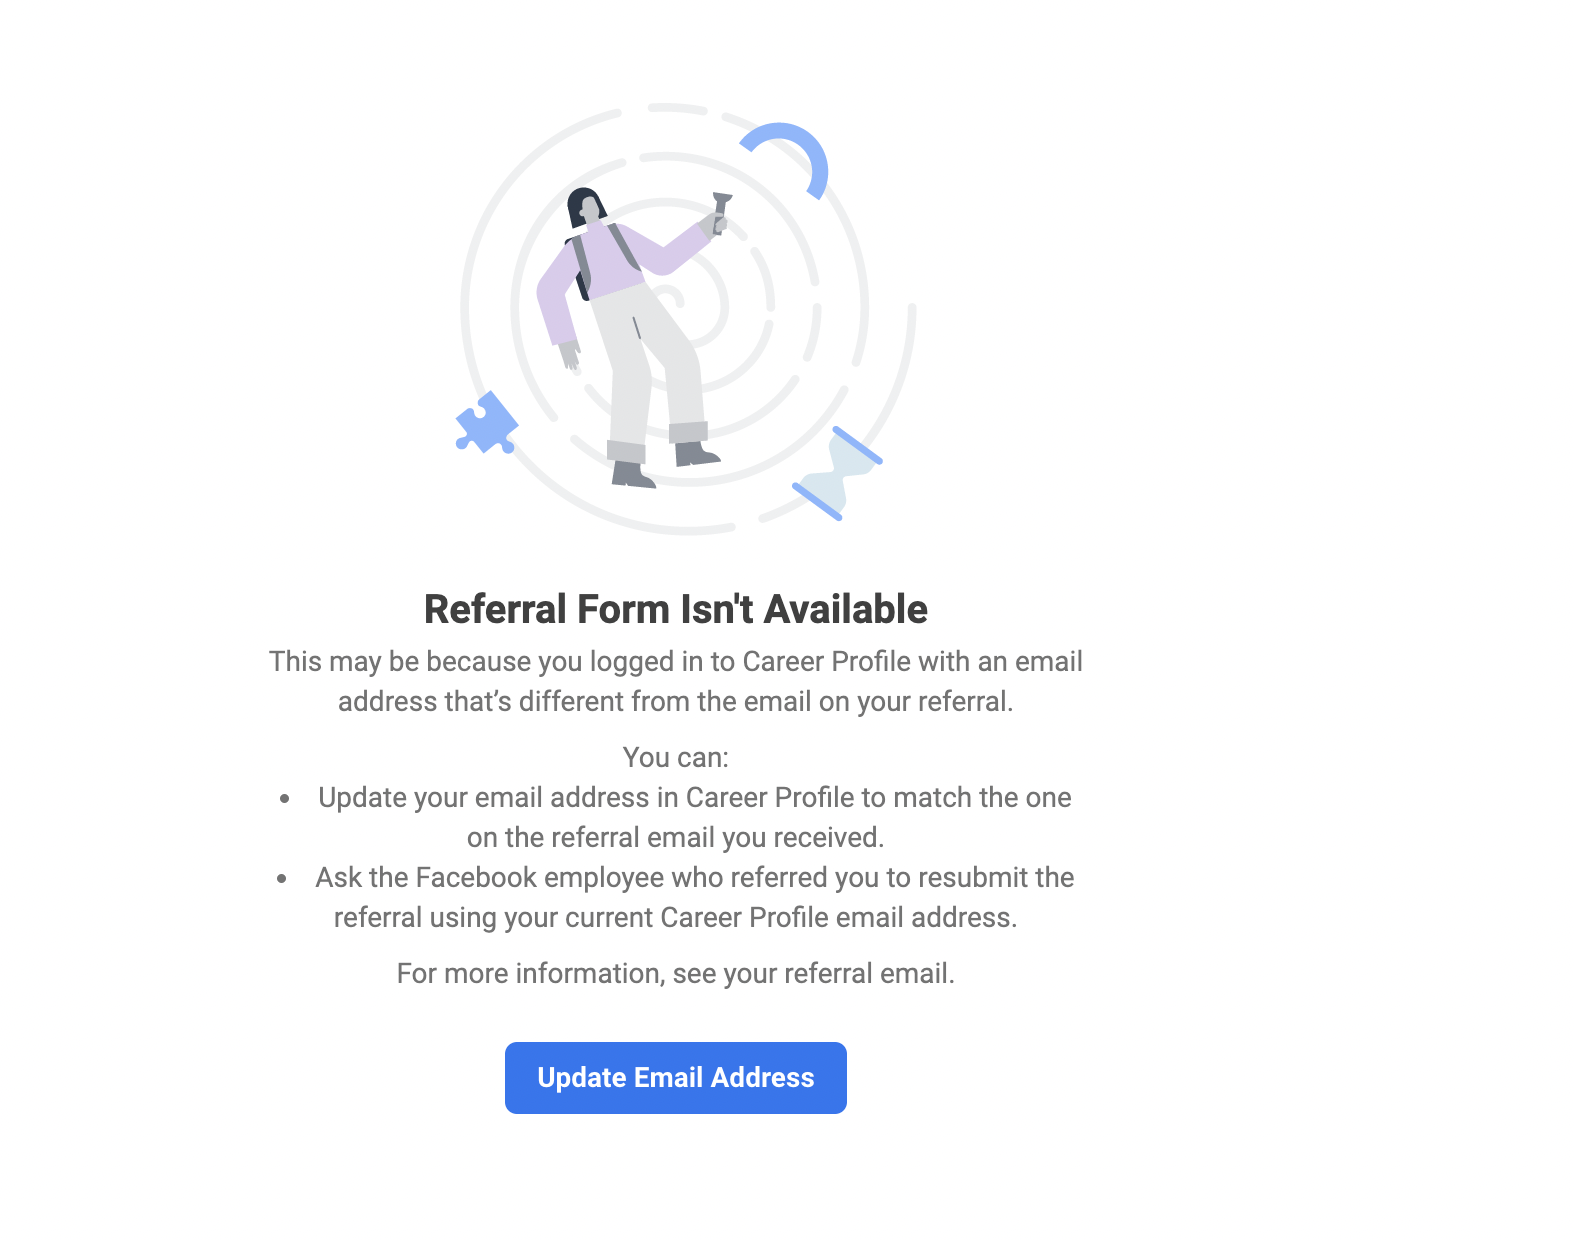 Referral Form Isn't Available
This may be because you logged in to Career Profile with an email
address that’s different from the email on your referral.
You can:
• Update your email address in Career Profile to match the one
on the referral email you received.
• Ask the Facebook employee who referred you to resubmit the
referral using your current Career Profile email address.
For more information, see your referral email.
Update Email Address